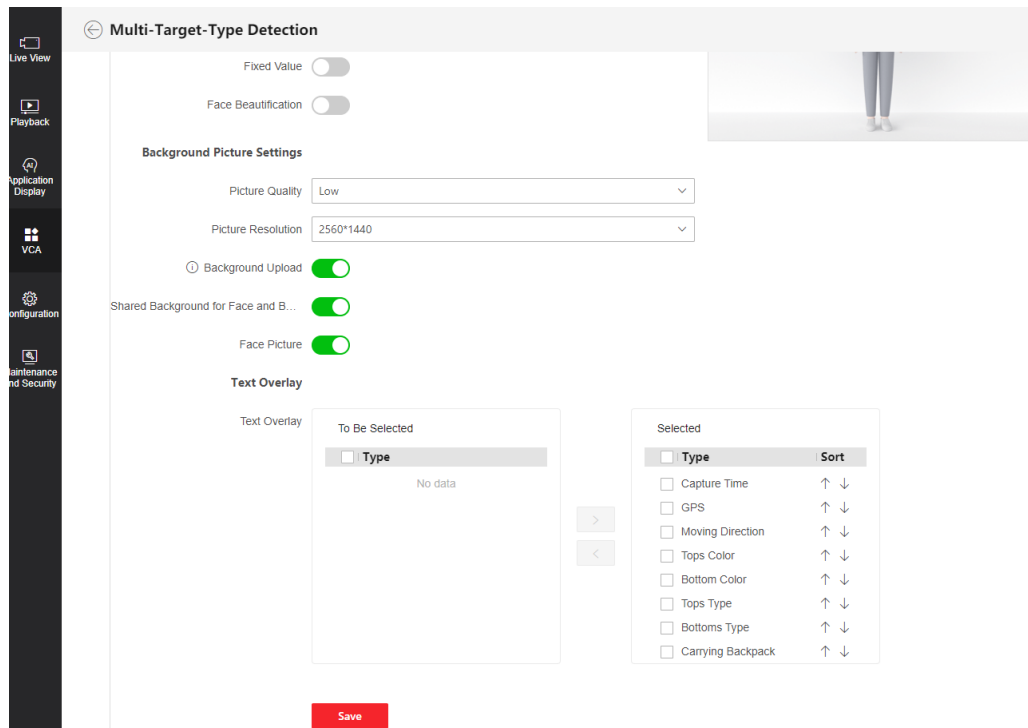 Multi-Target-Type Detection
Live View
Playback
Application
Display
VCA
onfiguration
aintenance
nd Security
Fixed Value
Face Beautification
Background Picture Settings
Picture Quality Low
Picture Resolution 2560*1440
Background Upload
Shared Background for Face and B...
Face Picture
Text Overlay
Text Overlay
To Be Selected
Type
No data
>
<
Selected
Type Sort
Capture Time
GPS
Moving Direction
Tops Color
Bottom Color
Tops Type
Bottoms Type
Carrying Backpack
Save